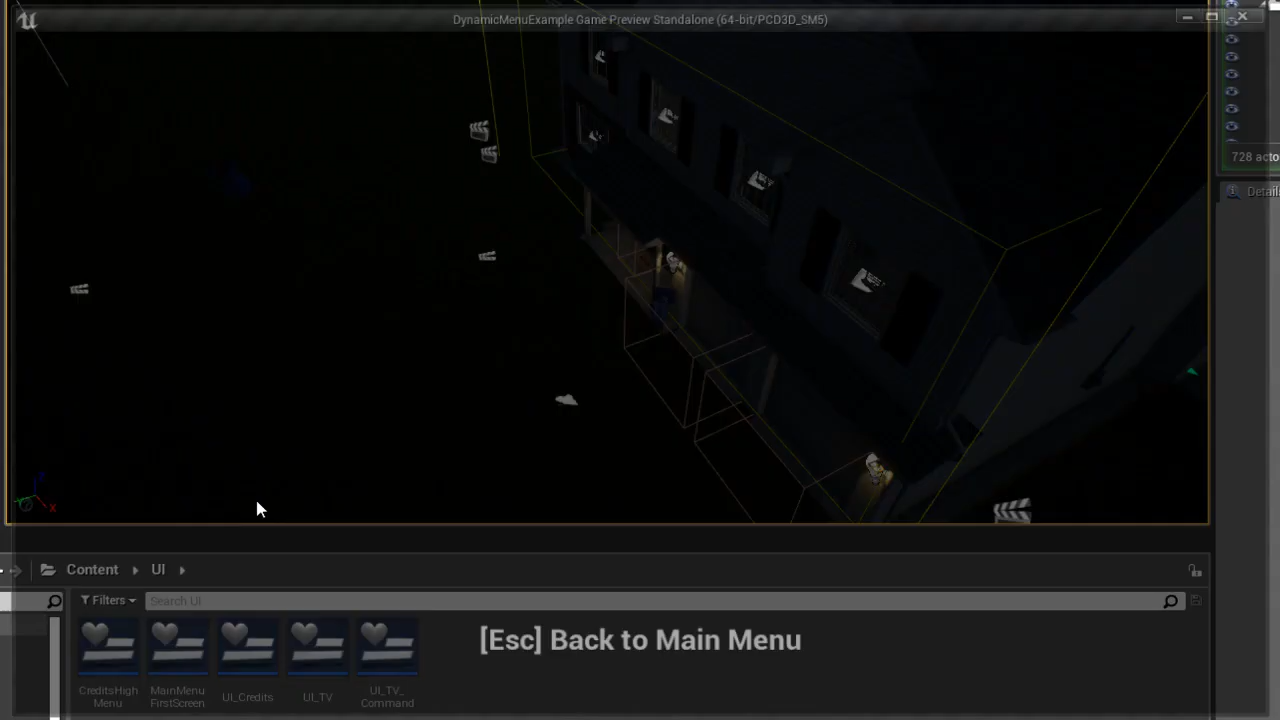 DynamicMenuExample Game Preview Standalone (64-bit/PCD3D_SM5)
728 acto
Details
Content
UI
Filters
Search UI
[Esc] Back to Main Menu
CreditsHigh
Menu
MainMenu
FirstScreen
UI_Credits
UI_TV
UI_TV_
Command
X